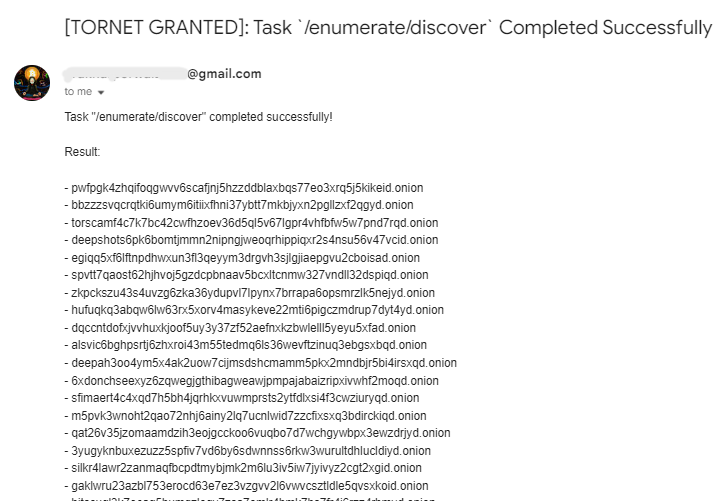 [TORNET GRANTED]: Task `/enumerate/discover` Completed Successfully
@gmail.com
to me
Task "/enumerate/discover" completed successfully!
Result:
- pwfpgk4zhqifoqgwvv6scafjnj5hzzddblaxbqs77eo3xrq5j5kikeid.onion
- bbzzzsvqcrqtki6umym6itiixfhni37ybtt7mkbjyxn2pgllzxf2qgyd.onion
- torscamf4c7k7bc42cwfhzoev36d5ql5v67lgpr4vhfbfw5w7pnd7rqd.onion
- deepshots6pk6bomtjmmn2nipngjweoqrhippiqxr2s4nsu56v47vcid.onion
- egiqq5xf6lftnpdhwxun3fl3qeyym3drgvh3sjlgjiaepgvu2cboisad.onion
- spvtt7qaost62hjhvoj5gzdcpbnaav5bcxltcnmw327vndll32dspiqd.onion
- zkpckszu43s4uvzg6zka36ydupvl7lpynx7brrapa6opsmrzlk5nejyd.onion
- hufuqkq3abqw6lw63rx5xorv4masykeve22mti6pigczmdrup7dyt4yd.onion
- dqccntdofxjvvhuxkjoof5uy3y37zf52aefnxkzbwlelll5yeyu5xfad.onion
- alsvic6bghpsrtj6zhxroi43m55tedmq6ls36wevftzinuq3ebgsxbqd.onion
- deepah3oo4ym5x4ak2uow7cijmsdshcmamm5pkx2mndbjr5bi4irsxqd.onion
- 6xdonchseexyz6zqwegjgthibagweawjpmpajabaizripxivwhf2moqd.onion
- sfimaert4c4xqd7h5bh4jqrhkxvuwmprsts2ytfdlxsi4f3cwziuryqd.onion
- m5pvk3wnoht2qao72nhj6ainy2lq7ucnlwid7zzcfixsxq3bdirckiqd.onion
- qat26v35jzomaamdzih3eojgcckoo6vuqbo7d7wchgywbpx3ewzdrjyd.onion
- 3yugyknbuxezuzz5spfiv7vd6by6sdwnnss6rkw3wurultdhlucldiyd.onion
- silkr4lawr2zanmaqfbcpdtmybjmk2m6lu3iv5iw7jyivyz2cgt2xgid.onion
- gaklwru23azbl753erocd63e7ez3vzgvv2l6vwvcsztldle5qvsxkoid.onion